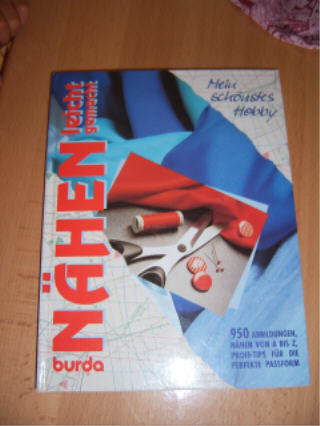 Mein
schönstes
Hobby
NÄHEN
leicht
gemacht
burda
950 ABBILDUNGEN,
NÄHEN VON A BIS Z,
PROFI-TIPS FÜR DIE
PERFEKTE PASSFORM